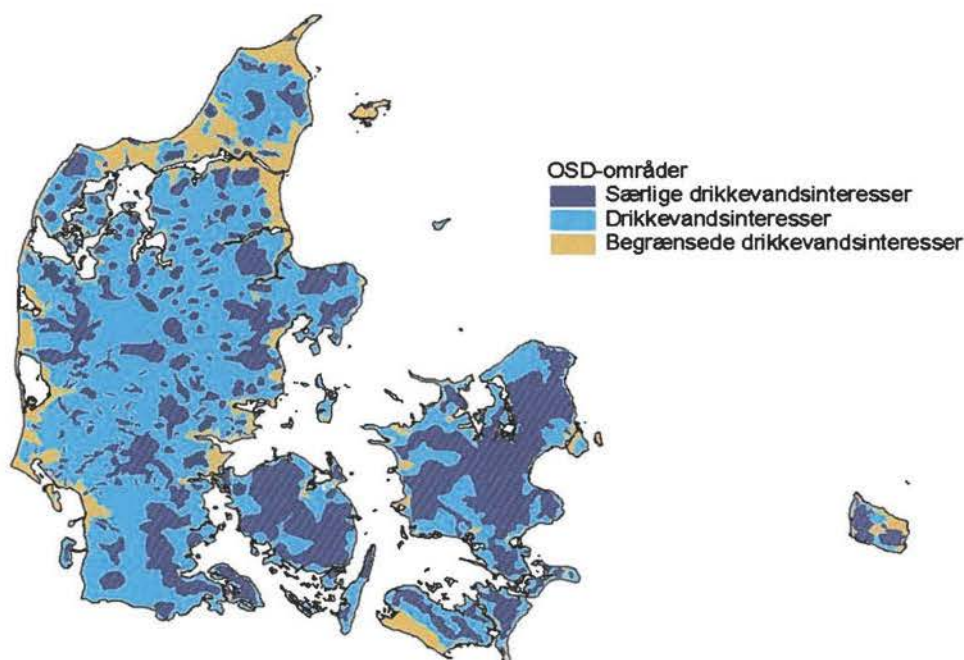 OSD-områder
Særlige drikkevandsinteresser
Drikkevandsinteresser
Begrænsede drikkevandsinteresser